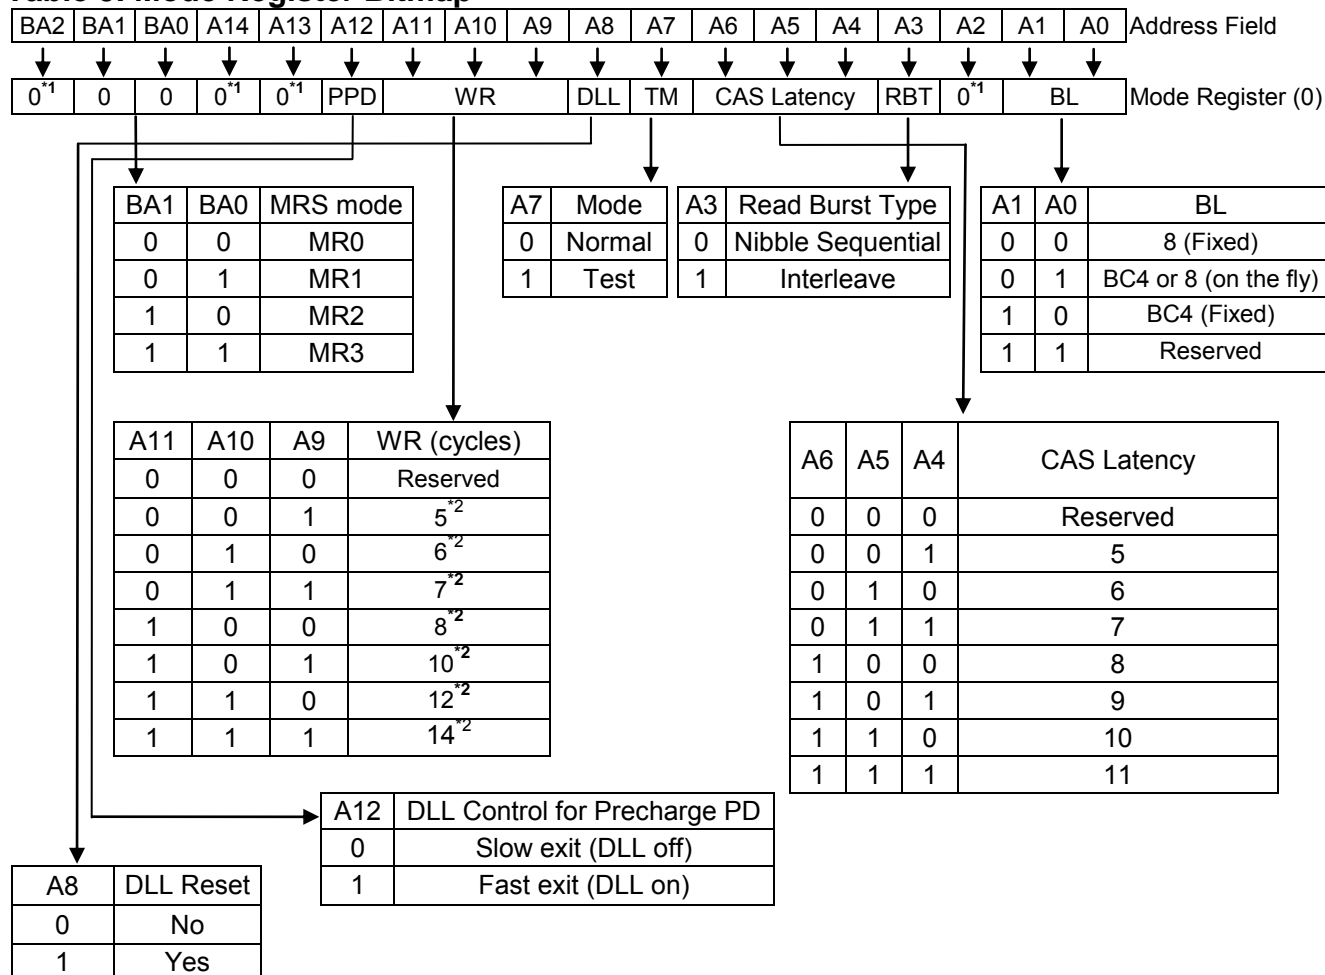 Table 5. Mode Register Bitmap
BA2 BA1 BA0 A14 A13 A12 A11 A10 A9 A8 A7 A6 A5 A4 A3 A2 A1 A0 Address Field
0*1 0 0 0*1 0*1 PPD WR DLL TM CAS Latency RBT 0*1 BL Mode Register (0)
BA1 BA0 MRS mode
0 0 MR0
0 1 MR1
1 0 MR2
1 1 MR3
A7 Mode
0 Normal
1 Test
A3 Read Burst Type
0 Nibble Sequential
1 Interleave
A1 A0 BL
0 0 8 (Fixed)
0 1 BC4 or 8 (on the fly)
1 0 BC4 (Fixed)
1 1 Reserved
A11 A10 A9 WR (cycles)
0 0 0 Reserved
0 0 1 5*2
0 1 0 6*2
0 1 1 7*2
1 0 0 8*2
1 0 1 10*2
1 1 0 12*2
1 1 1 14*2
A6 A5 A4 CAS Latency
0 0 0 Reserved
0 0 1 5
0 1 0 6
0 1 1 7
1 0 0 8
1 0 1 9
1 1 0 10
1 1 1 11
A12 DLL Control for Precharge PD
0 Slow exit (DLL off)
1 Fast exit (DLL on)
A8 DLL Reset
0 No
1 Yes